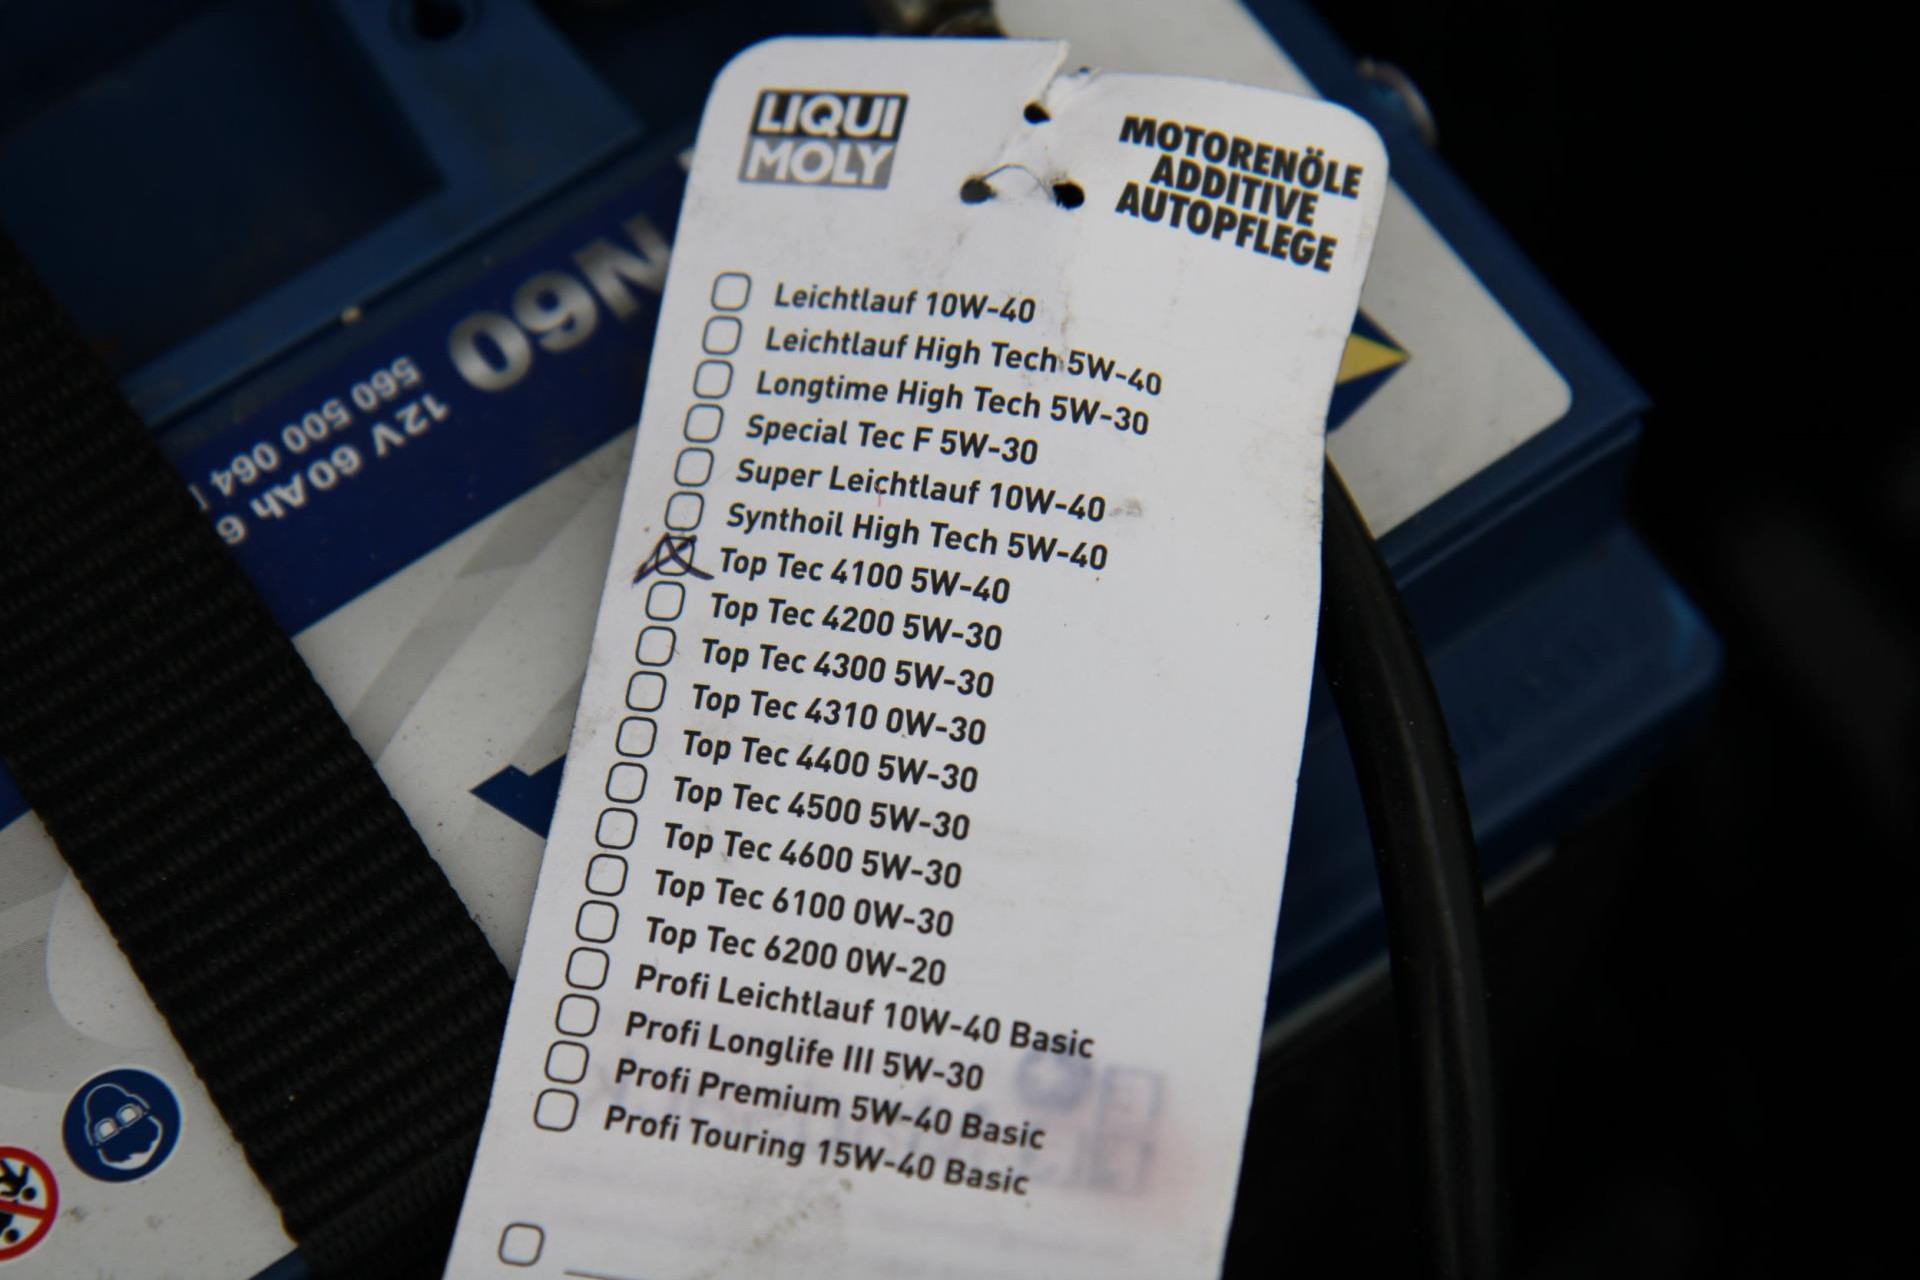 LIQUI
MOLY
MOTORENÖLE
ADDITIVE
AUTOPFLEGE
Leichtlauf 10W-40
Leichtlauf High Tech 5W-40
Longtime High Tech 5W-30
Special Tec F 5W-30
Super Leichtlauf 10W-40
Synthoil High Tech 5W-40
Top Tec 4100 5W-40
Top Tec 4200 5W-30
Top Tec 4300 5W-30
Top Tec 4310 0W-30
Top Tec 4400 5W-30
Top Tec 4500 5W-30
Top Tec 4600 5W-30
Top Tec 6100 0W-30
Top Tec 6200 0W-20
Profi Leichtlauf 10W-40 Basic
Profi Longlife III 5W-30
Profi Premium 5W-40 Basic
Profi Touring 15W-40 Basic
N60
12V 60Ah 6
560 500 064